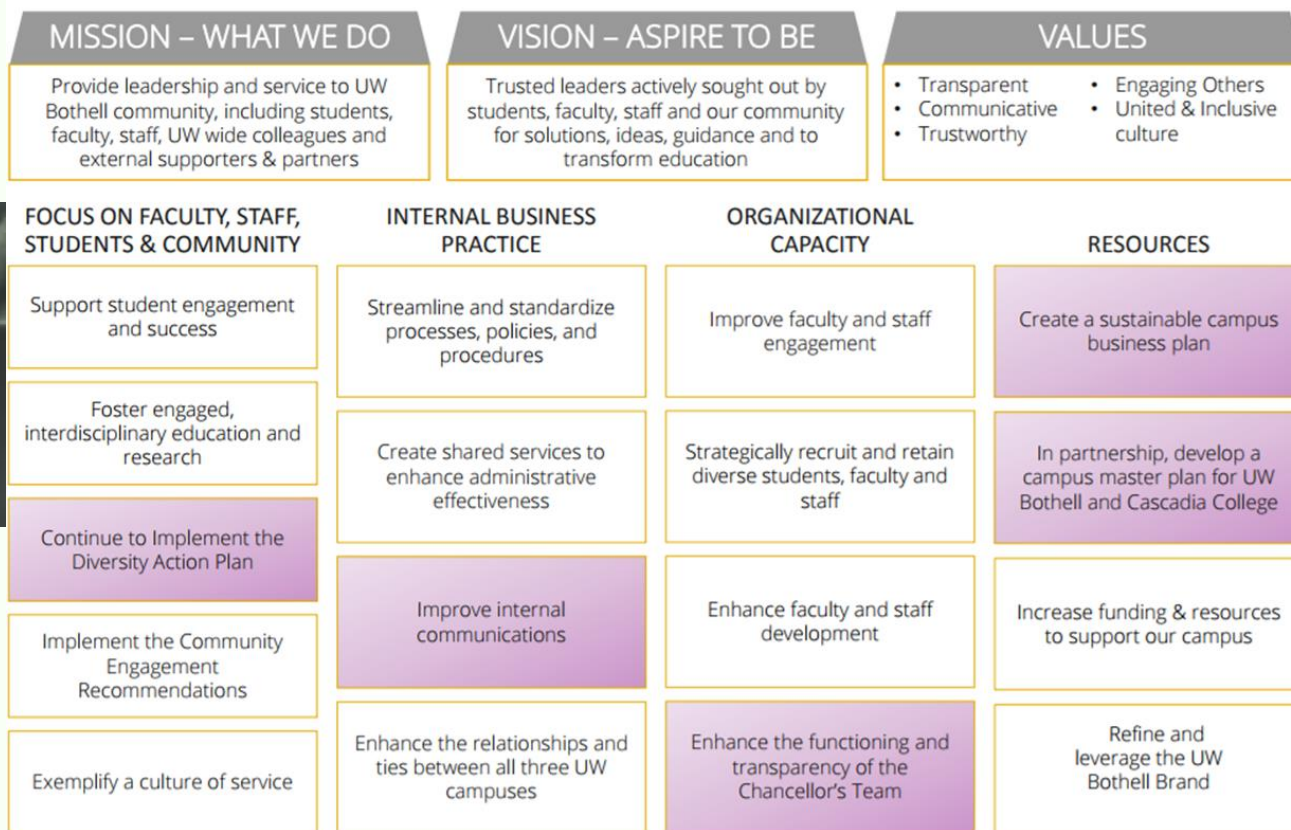 MISSION – WHAT WE DO
Provide leadership and service to UW
Bothell community, including students,
faculty, staff, UW wide colleagues and
external supporters & partners
VISION – ASPIRE TO BE
Trusted leaders actively sought out by
students, faculty, staff and our community
for solutions, ideas, guidance and to
transform education
VALUES
• Transparent
• Communicative
• Trustworthy
• Engaging Others
• United & Inclusive
culture
FOCUS ON FACULTY, STAFF,
STUDENTS & COMMUNITY
Support student engagement
and success
Foster engaged,
interdisciplinary education and
research
Continue to Implement the
Diversity Action Plan
Implement the Community
Engagement
Recommendations
Exemplify a culture of service
INTERNAL BUSINESS
PRACTICE
Streamline and standardize
processes, policies, and
procedures
Create shared services to
enhance administrative
effectiveness
Improve internal
communications
Enhance the relationships and
ties between all three UW
campuses
ORGANIZATIONAL
CAPACITY
Improve faculty and staff
engagement
Strategically recruit and retain
diverse students, faculty and
staff
Enhance faculty and staff
development
Enhance the functioning and
transparency of the
Chancellor's Team
RESOURCES
Create a sustainable campus
business plan
In partnership, develop a
campus master plan for UW
Bothell and Cascadia College
Increase funding & resources
to support our campus
Refine and
leverage the UW
Bothell Brand